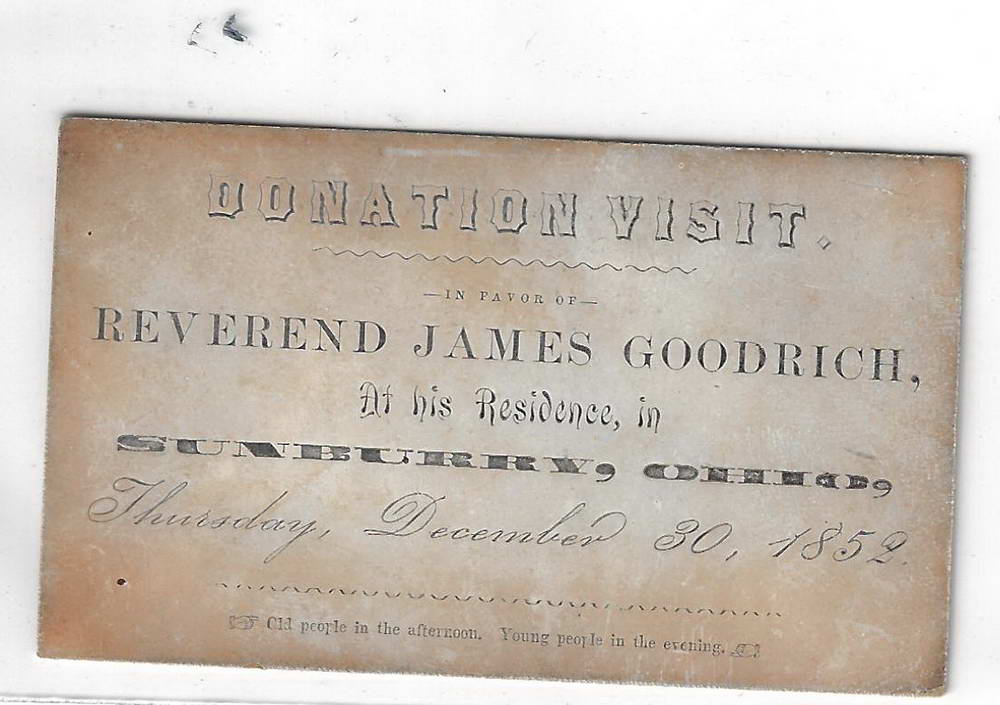 DONATION VISIT.
—IN FAVOR OF—
REVEREND JAMES GOODRICH,
At his Residence, in
SUNBURRY, OHIO,
Thursday, December 30, 1852.
☞ Old people in the afternoon. Young people in the evening. ☜